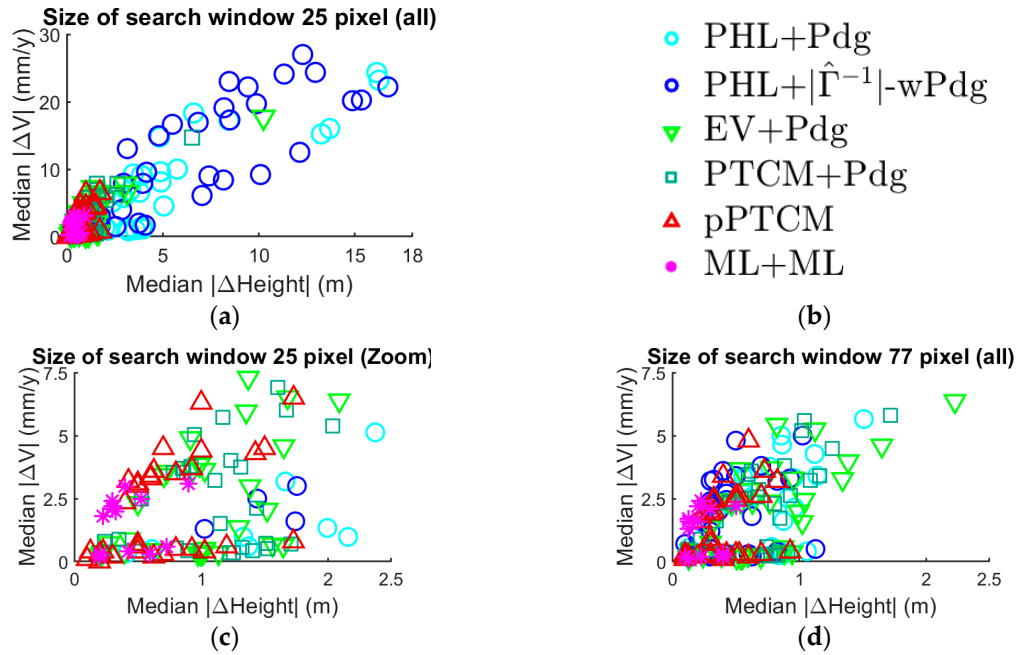 Size of search window 25 pixel (all)
Median |ΔV| (mm/y)
30
20
10
0
0 5 10 15 18
Median |ΔHeight| (m)
(a)
PHL+Pdg
PHL+|Γ̂⁻¹|-wPdg
EV+Pdg
PTCM+Pdg
pPTCM
ML+ML
(b)
Size of search window 25 pixel (Zoom)
Median |ΔV| (mm/y)
7.5
5
2.5
0
0 1 2 2.5
Median |ΔHeight| (m)
(c)
Size of search window 77 pixel (all)
Median |ΔV| (mm/y)
7.5
5
2.5
0
0 1 2 2.5
Median |ΔHeight| (m)
(d)